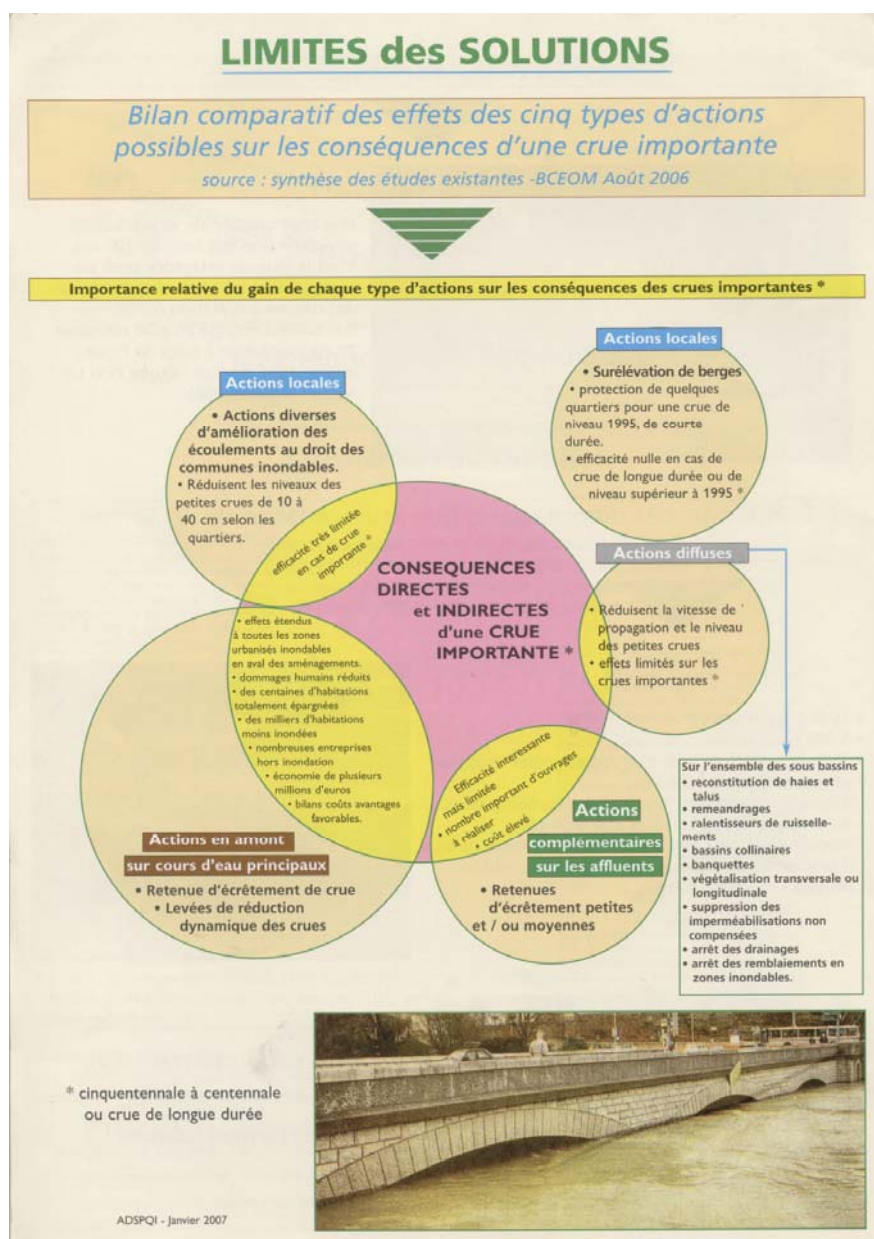 LIMITES des SOLUTIONS
Bilan comparatif des effets des cinq types d'actions
possibles sur les conséquences d'une crue importante
source : synthèse des études existantes -BCEOM Août 2006
Importance relative du gain de chaque type d'actions sur les conséquences des crues importantes *
Actions locales
• Actions diverses
d'amélioration des
écoulements au droit des
communes inondables.
• Réduisent les niveaux des
petites crues de 10 à
40 cm selon les
quartiers.
efficacité très limitée
en cas de crue
importante *
Actions locales
• Surélévation de berges
• protection de quelques
quartiers pour une crue de
niveau 1995, de courte
durée.
• efficacité nulle en cas de
crue de longue durée ou de
niveau supérieur à 1995 *
CONSEQUENCES
DIRECTES
et INDIRECTES
d'une CRUE
IMPORTANTE *
Actions diffuses
• Réduisent la vitesse de
propagation et le niveau
des petites crues
• effets limités sur les
crues importantes *
• effets étendus
à toutes les zones
urbanisés inondables
en aval des aménagements.
• dommages humains réduits
• des centaines d'habitations
totalement épargnées
• des milliers d'habitations
moins inondées
• nombreuses entreprises
hors inondation
• économie de plusieurs
millions d'euros
• bilans coûts avantages
favorables.
Actions en amont
sur cours d'eau principaux
• Retenue d'écrêtement de crue
• Levées de réduction
dynamique des crues
Efficacité interessante
mais limitée
• nombre important d'ouvrages
à réaliser
• coût élevé
Actions
complémentaires
sur les affluents
• Retenues
d'écrêtement petites
et / ou moyennes
Sur l'ensemble des sous bassins
• reconstitution de haies et
talus
• remeandrages
• ralentisseurs de ruisselle-
ments
• bassins collinaires
• banquettes
• végétalisation transversale ou
longitudinale
• suppression des
imperméabilisations non
compensées
• arrêt des drainages
• arrêt des remblaiements en
zones inondables.
* cinquentennale à centennale
ou crue de longue durée
ADSPQI - Janvier 2007